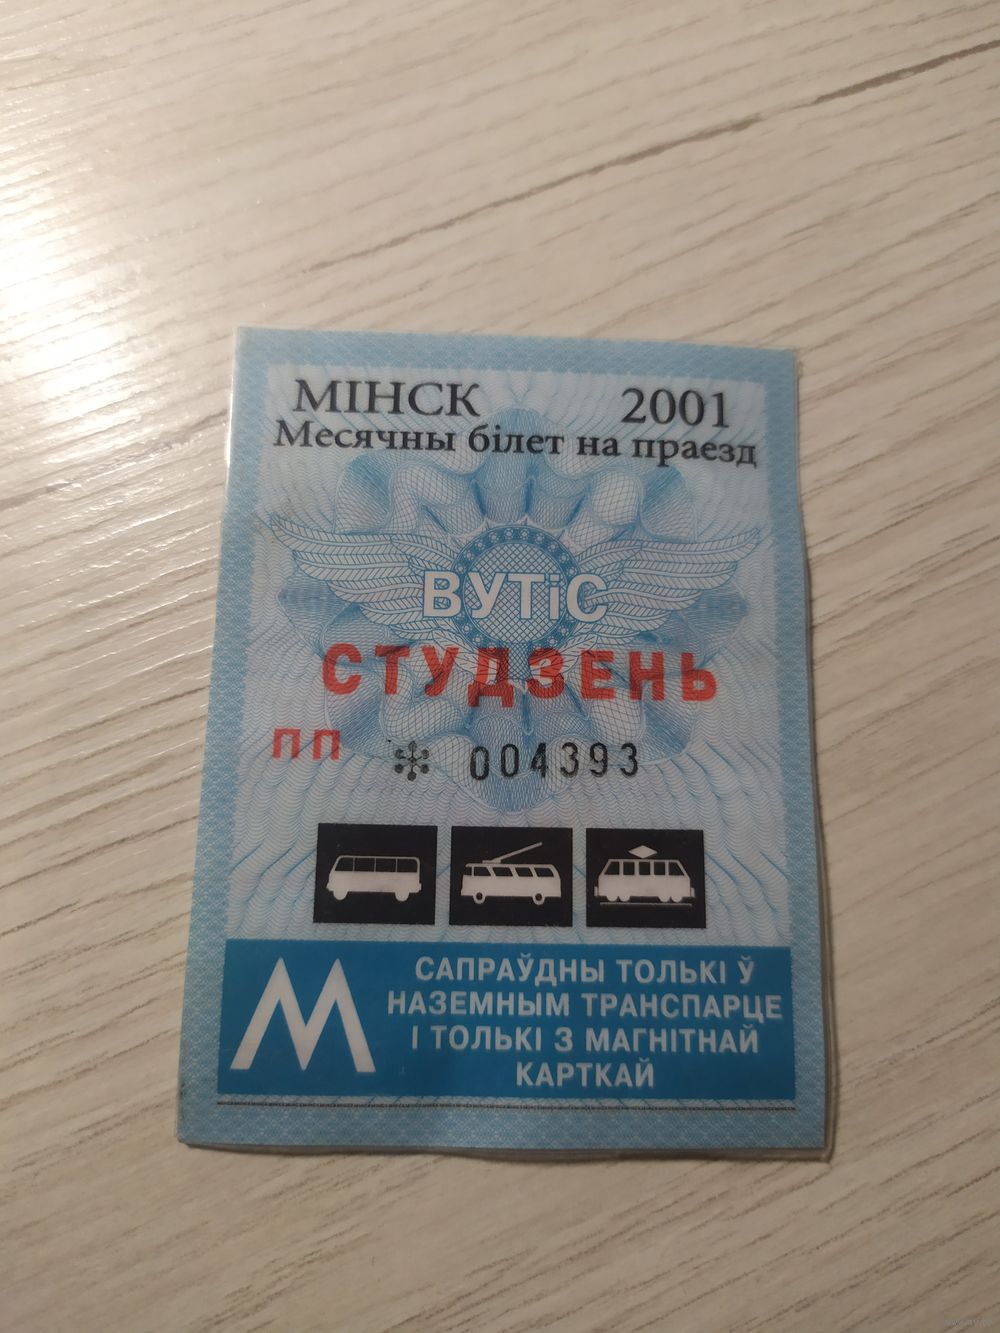 МІНСК 2001
Месячны білет на праезд
ВУТіС
СТУДЗЕНЬ
ПП 004393
М
САПРАЎДНЫ ТОЛЬКІ Ў
НАЗЕМНЫМ ТРАНСПАРЦЕ
І ТОЛЬКІ З МАГНІТНАЙ
КАРТКАЙ